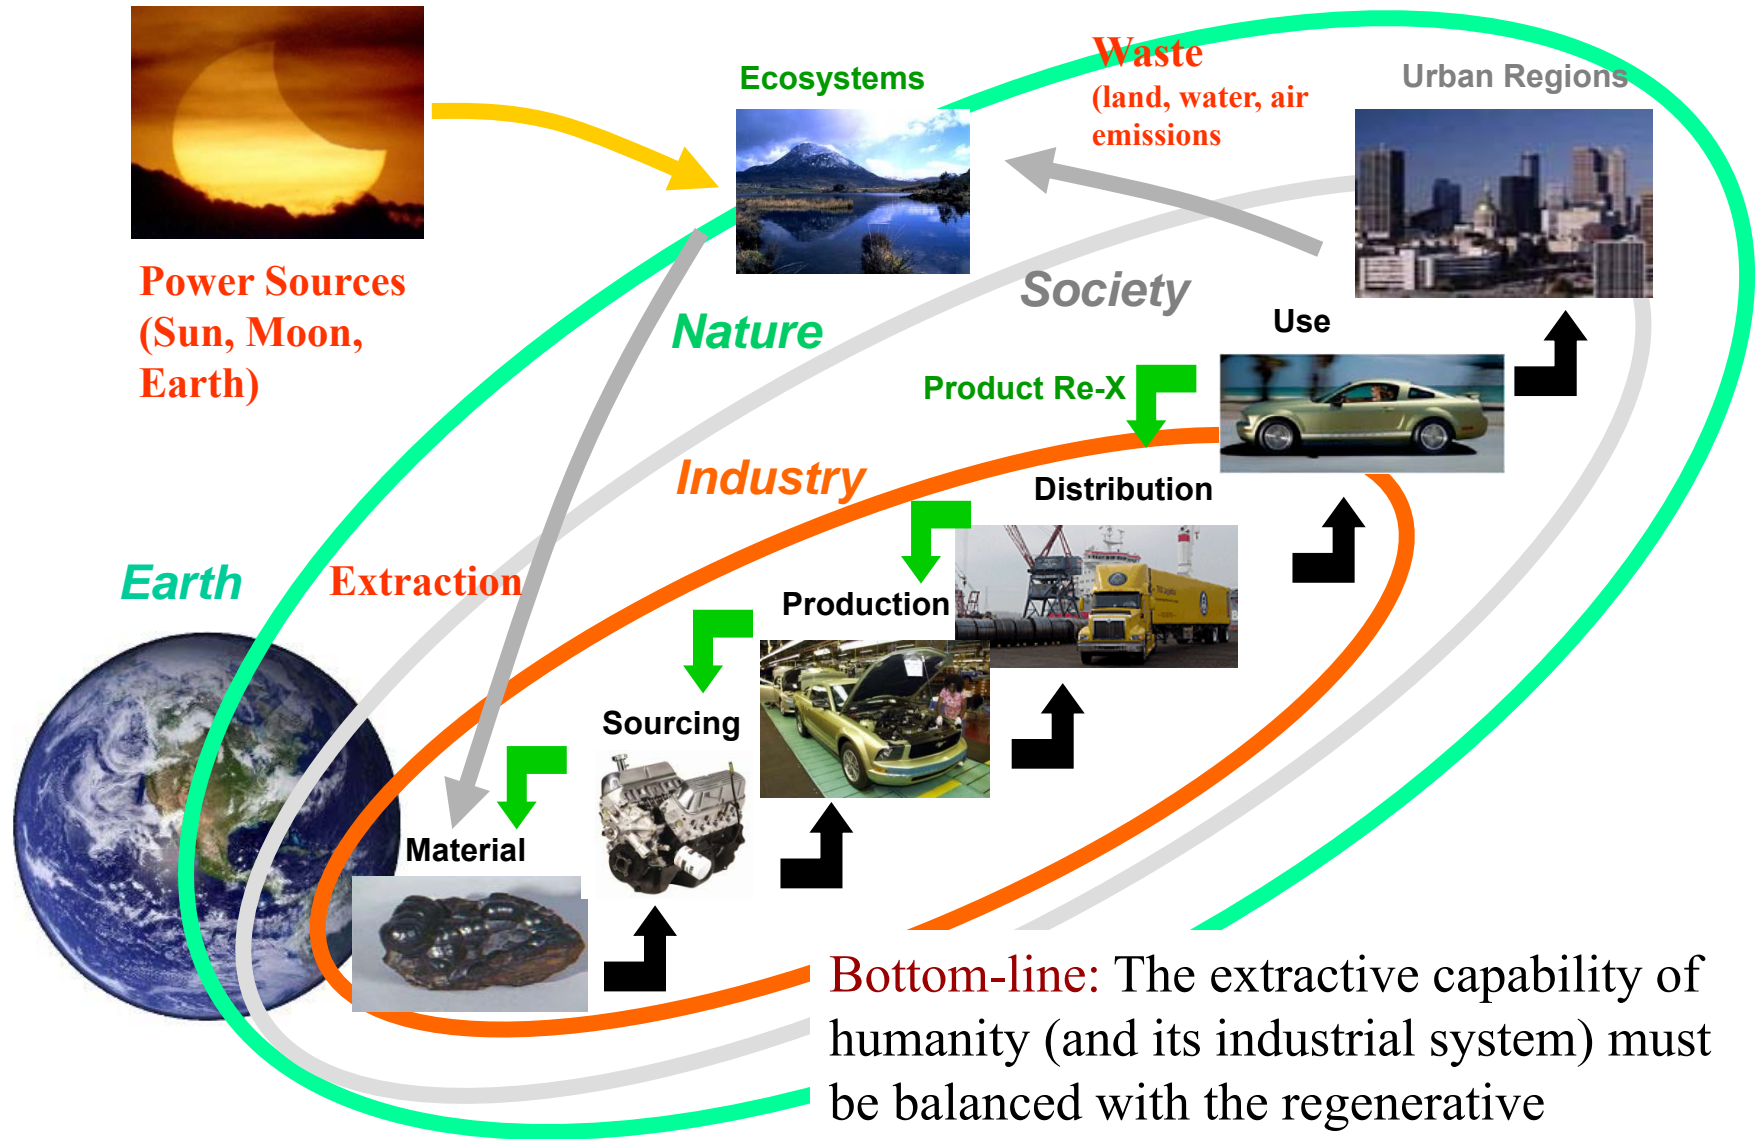 Ecosystems
Waste
(land, water, air
emissions
Urban Regions
Power Sources
(Sun, Moon,
Earth)
Society
Nature
Use
Product Re-X
Industry
Distribution
Earth
Extraction
Production
Sourcing
Material
Bottom-line: The extractive capability of
humanity (and its industrial system) must
be balanced with the regenerative